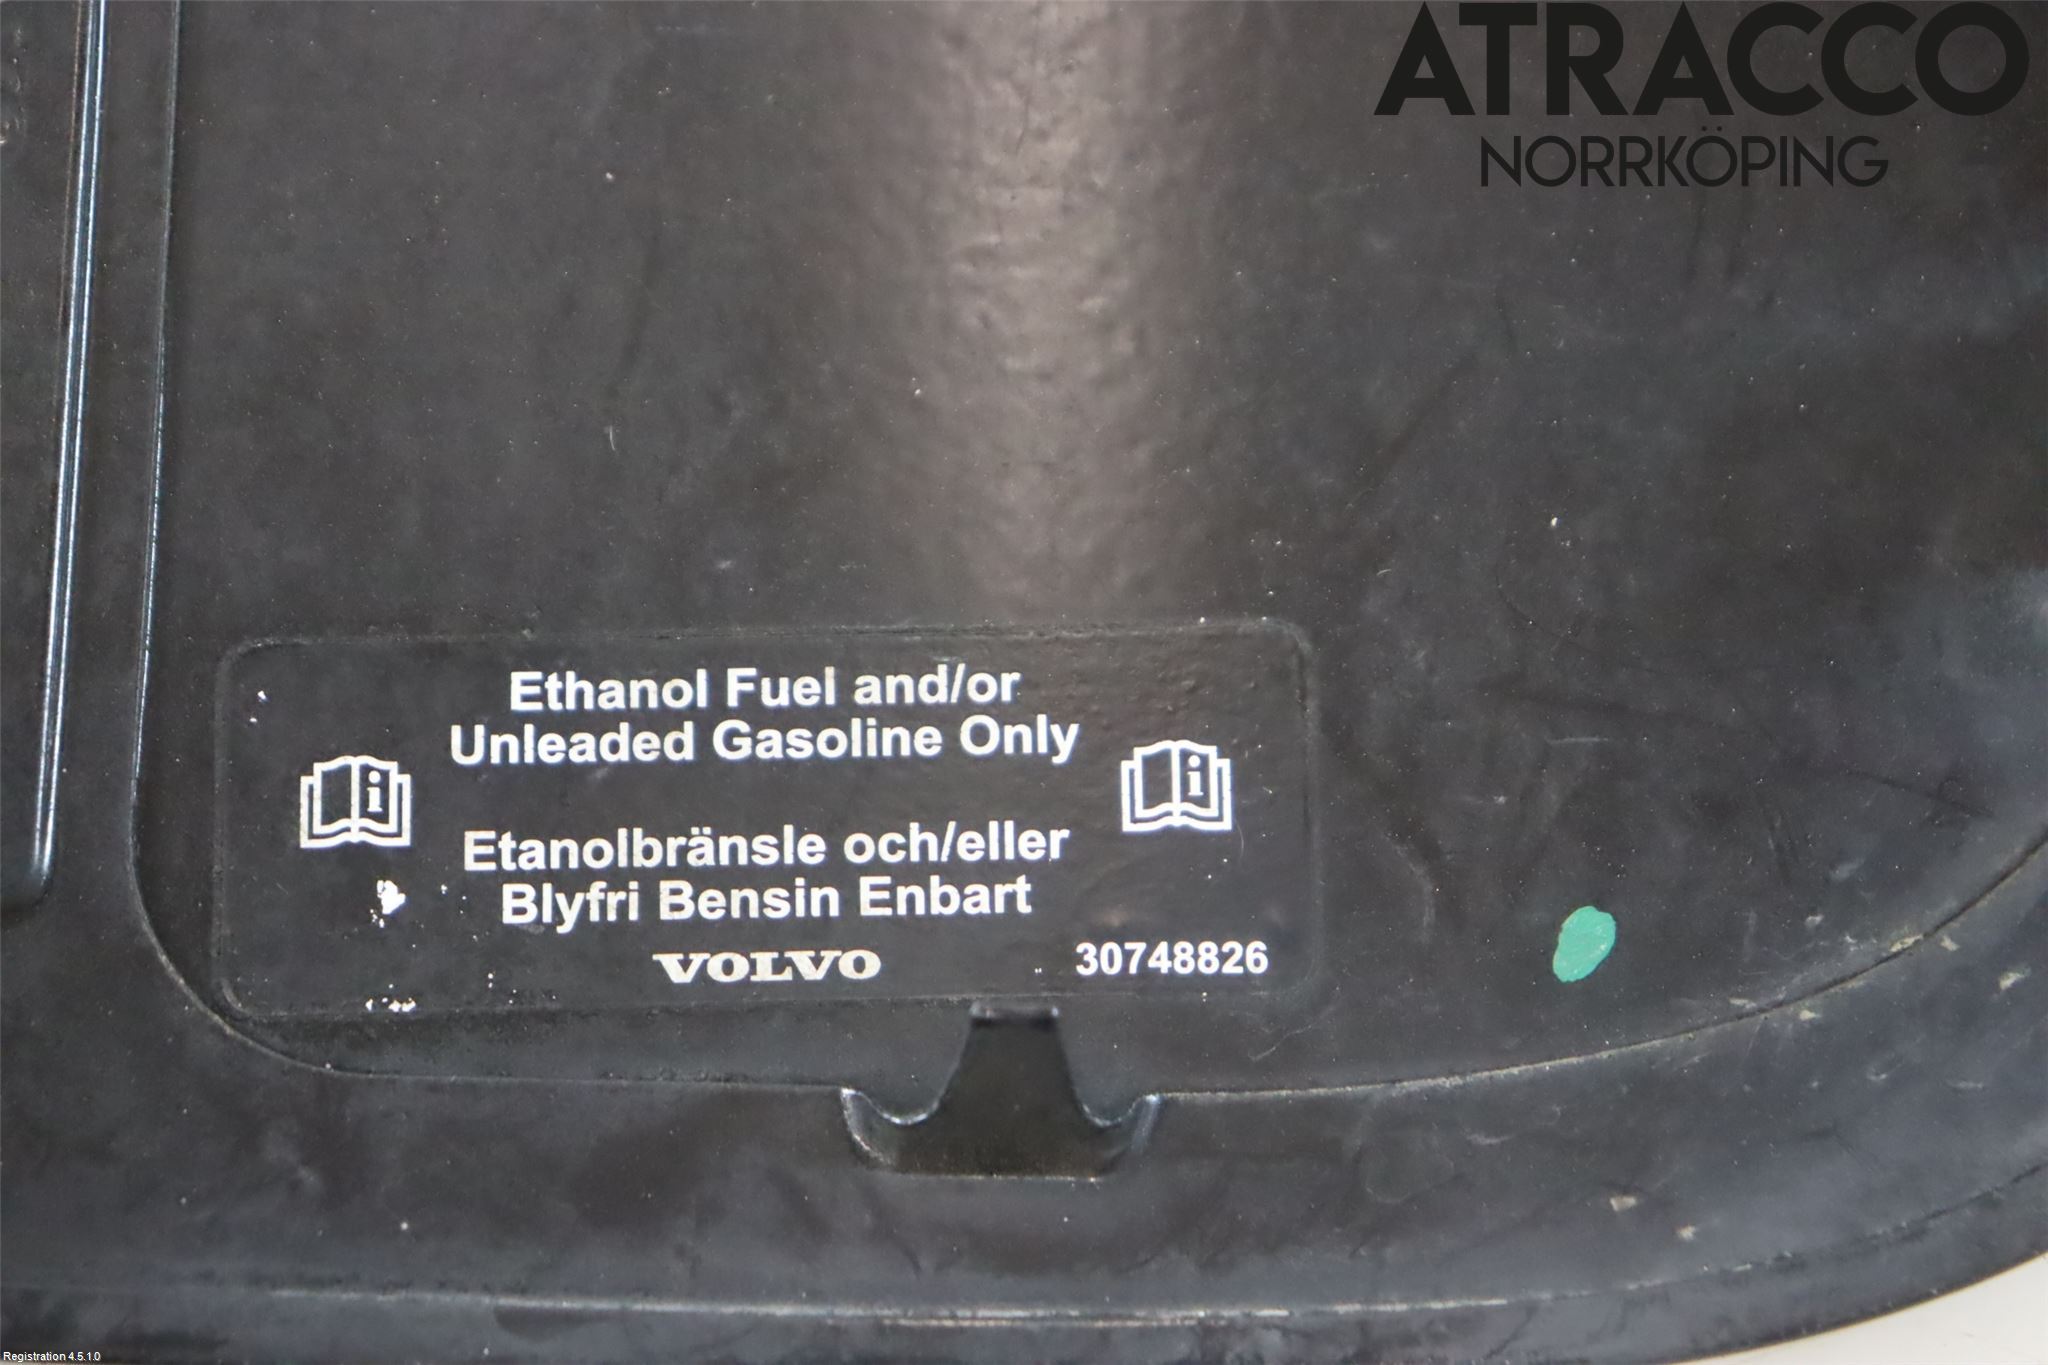 ATRACCO
NORRKÖPING
Ethanol Fuel and/or
Unleaded Gasoline Only
Etanolbränsle och/eller
Blyfri Bensin Enbart
VOLVO
30748826
Registration 4.5.1.0